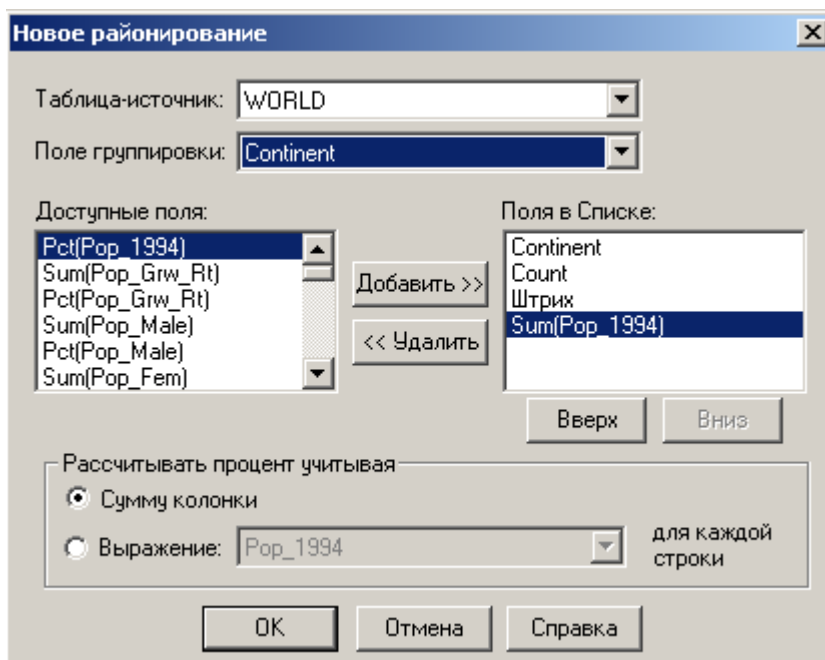 Новое районирование
Таблица-источник: WORLD
Поле группировки: Continent
Доступные поля:
Pct(Pop_1994)
Sum(Pop_Grw_Rt)
Pct(Pop_Grw_Rt)
Sum(Pop_Male)
Pct(Pop_Male)
Sum(Pop_Fem)
Добавить >>
<< Удалить
Поля в Списке:
Continent
Count
Штрих
Sum(Pop_1994)
Вверх Вниз
Рассчитывать процент учитывая
Сумму колонки
Выражение: Pop_1994 для каждой
строки
OK Отмена Справка